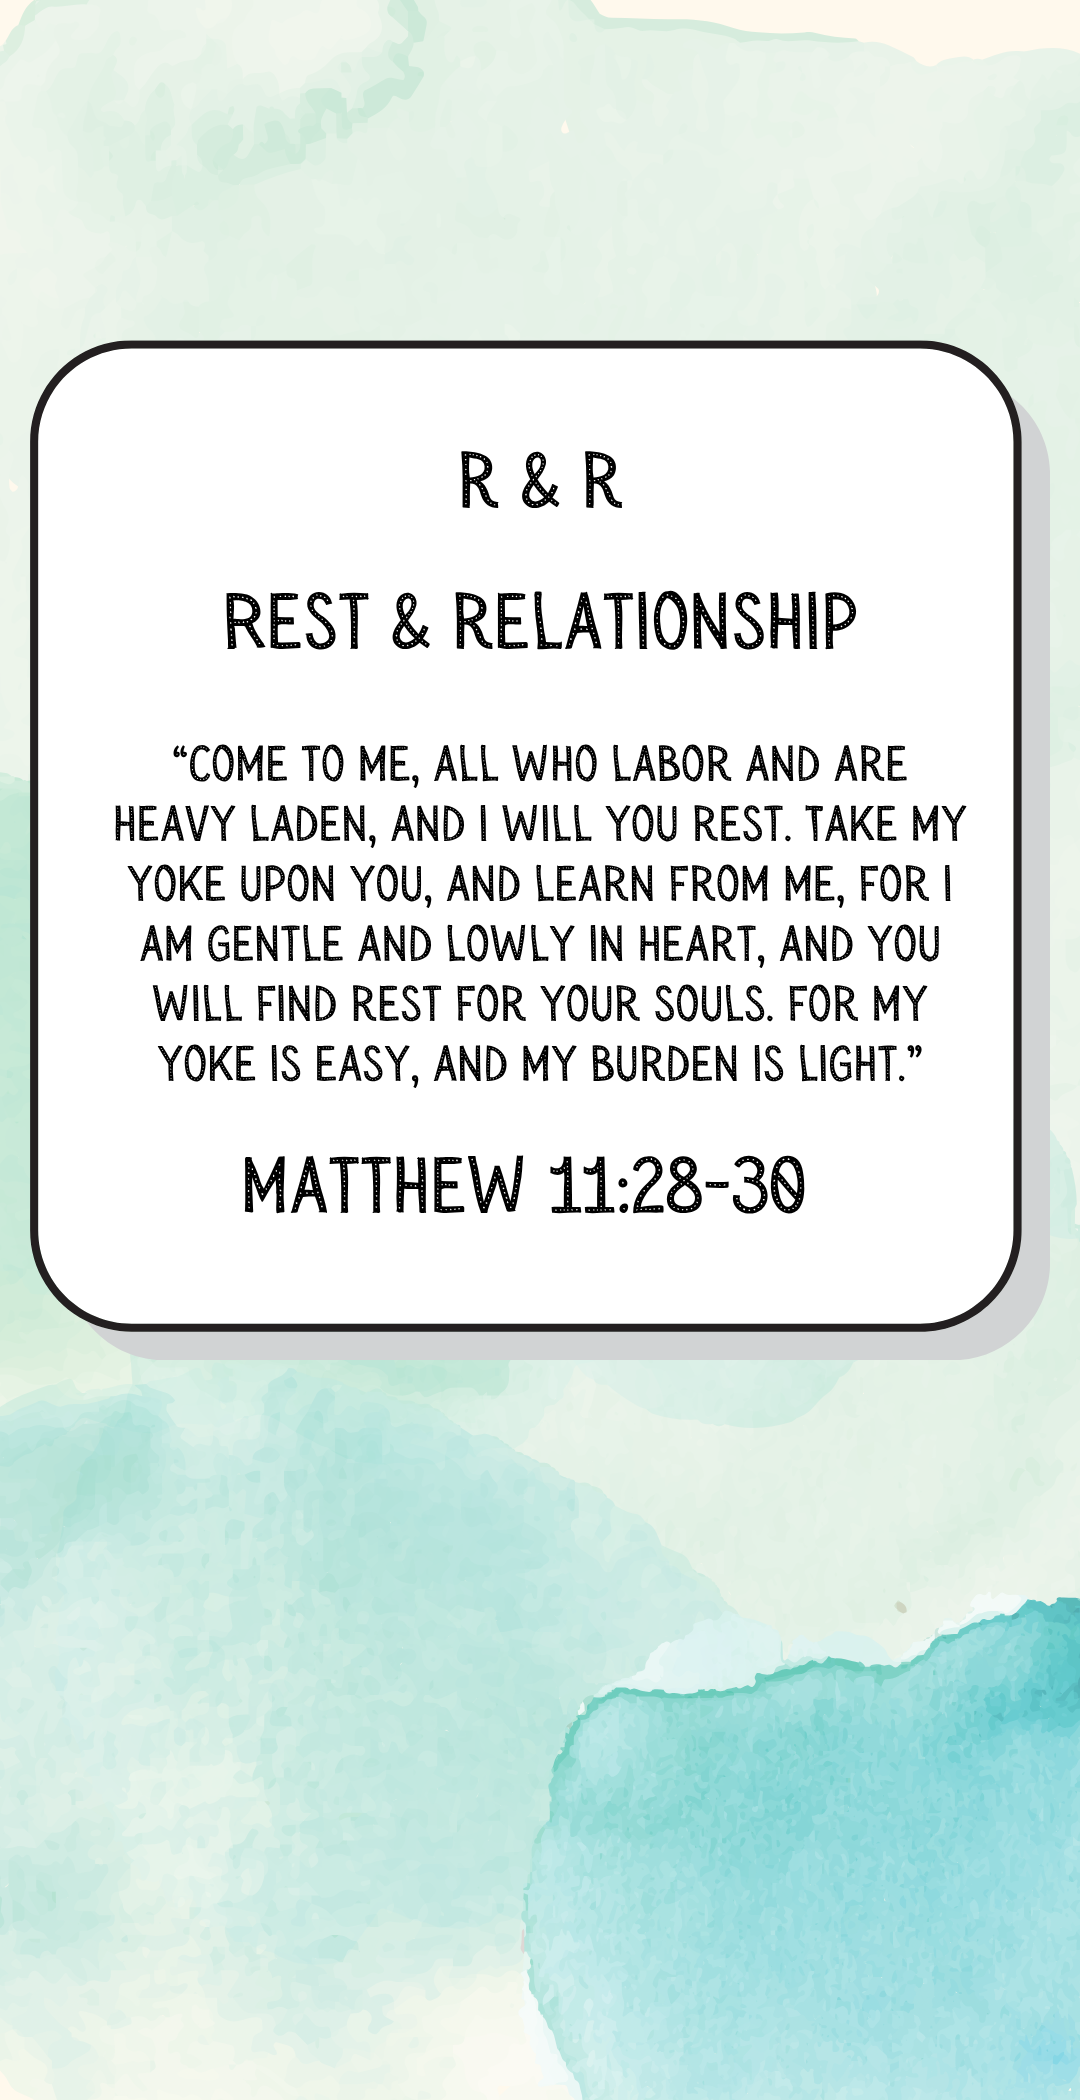 R & R
REST & RELATIONSHIP
“COME TO ME, ALL WHO LABOR AND ARE
HEAVY LADEN, AND I WILL YOU REST. TAKE MY
YOKE UPON YOU, AND LEARN FROM ME, FOR I
AM GENTLE AND LOWLY IN HEART, AND YOU
WILL FIND REST FOR YOUR SOULS. FOR MY
YOKE IS EASY, AND MY BURDEN IS LIGHT.”
MATTHEW 11:28-30